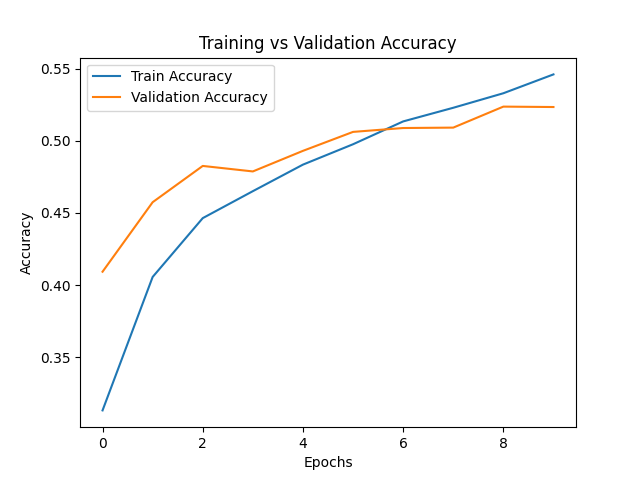 Training vs Validation Accuracy
Train Accuracy
Validation Accuracy
0.55
0.50
0.45
0.40
0.35
Accuracy
0 2 4 6 8
Epochs